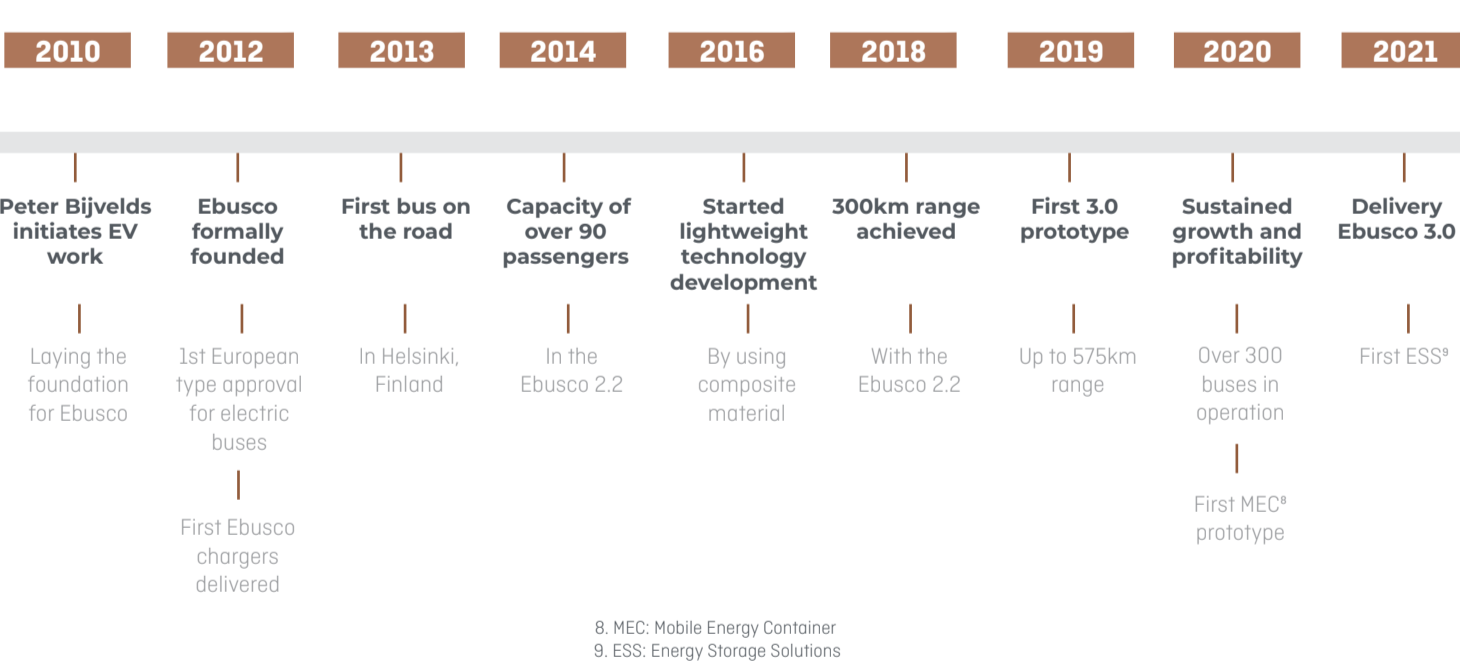 2010
Peter Bijvelds
initiates EV
work
Laying the
foundation
for Ebusco
2012
Ebusco
formally
founded
1st European
type approval
for electric
buses
First Ebusco
chargers
delivered
2013
First bus on
the road
In Helsinki,
Finland
2014
Capacity of
over 90
passengers
In the
Ebusco 2.2
2016
Started
lightweight
technology
development
By using
composite
material
2018
300km range
achieved
With the
Ebusco 2.2
2019
First 3.0
prototype
Up to 575km
range
2020
Sustained
growth and
profitability
Over 300
buses in
operation
First MEC⁸
prototype
2021
Delivery
Ebusco 3.0
First ESS⁹
8. MEC: Mobile Energy Container
9. ESS: Energy Storage Solutions